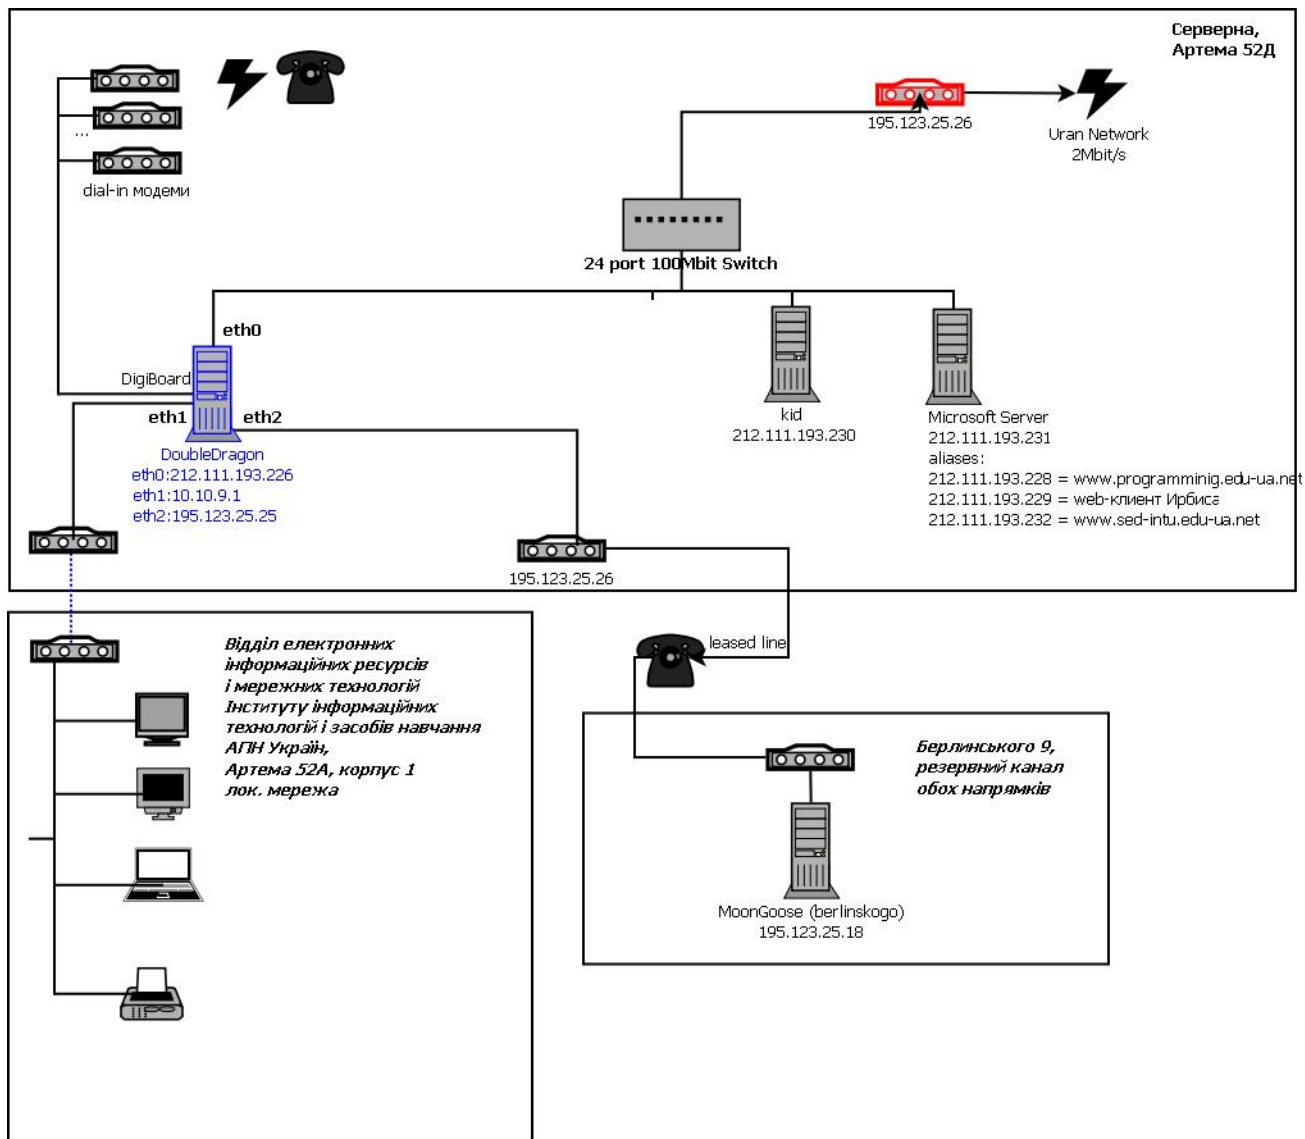 Серверна,
Артема 52Д
195.123.25.26
Uran Network
2Mbit/s
...
dial-in модеми
24 port 100Mbit Switch
eth0
DigiBoard
eth1
eth2
DoubleDragon
eth0:212.111.193.226
eth1:10.10.9.1
eth2:195.123.25.25
kid
212.111.193.230
Microsoft Server
212.111.193.231
aliases:
212.111.193.228 = www.programminig.edu-ua.net
212.111.193.229 = web-клиент Ирбиса
212.111.193.232 = www.sed-intu.edu-ua.net
195.123.25.26
leased line
Відділ електронних
інформаційних ресурсів
і мережних технологій
Інституту інформаційних
технологій і засобів навчання
АПН Україн,
Артема 52А, корпус 1
лок. мережа
Берлинського 9,
резервний канал
обох напрямків
MoonGoose (berlinskogo)
195.123.25.18